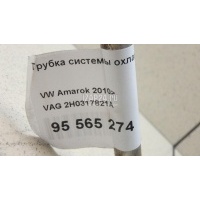 Трубка системы охла
VW Amarok 2010>
VAG 2H0317821A
95 565 274